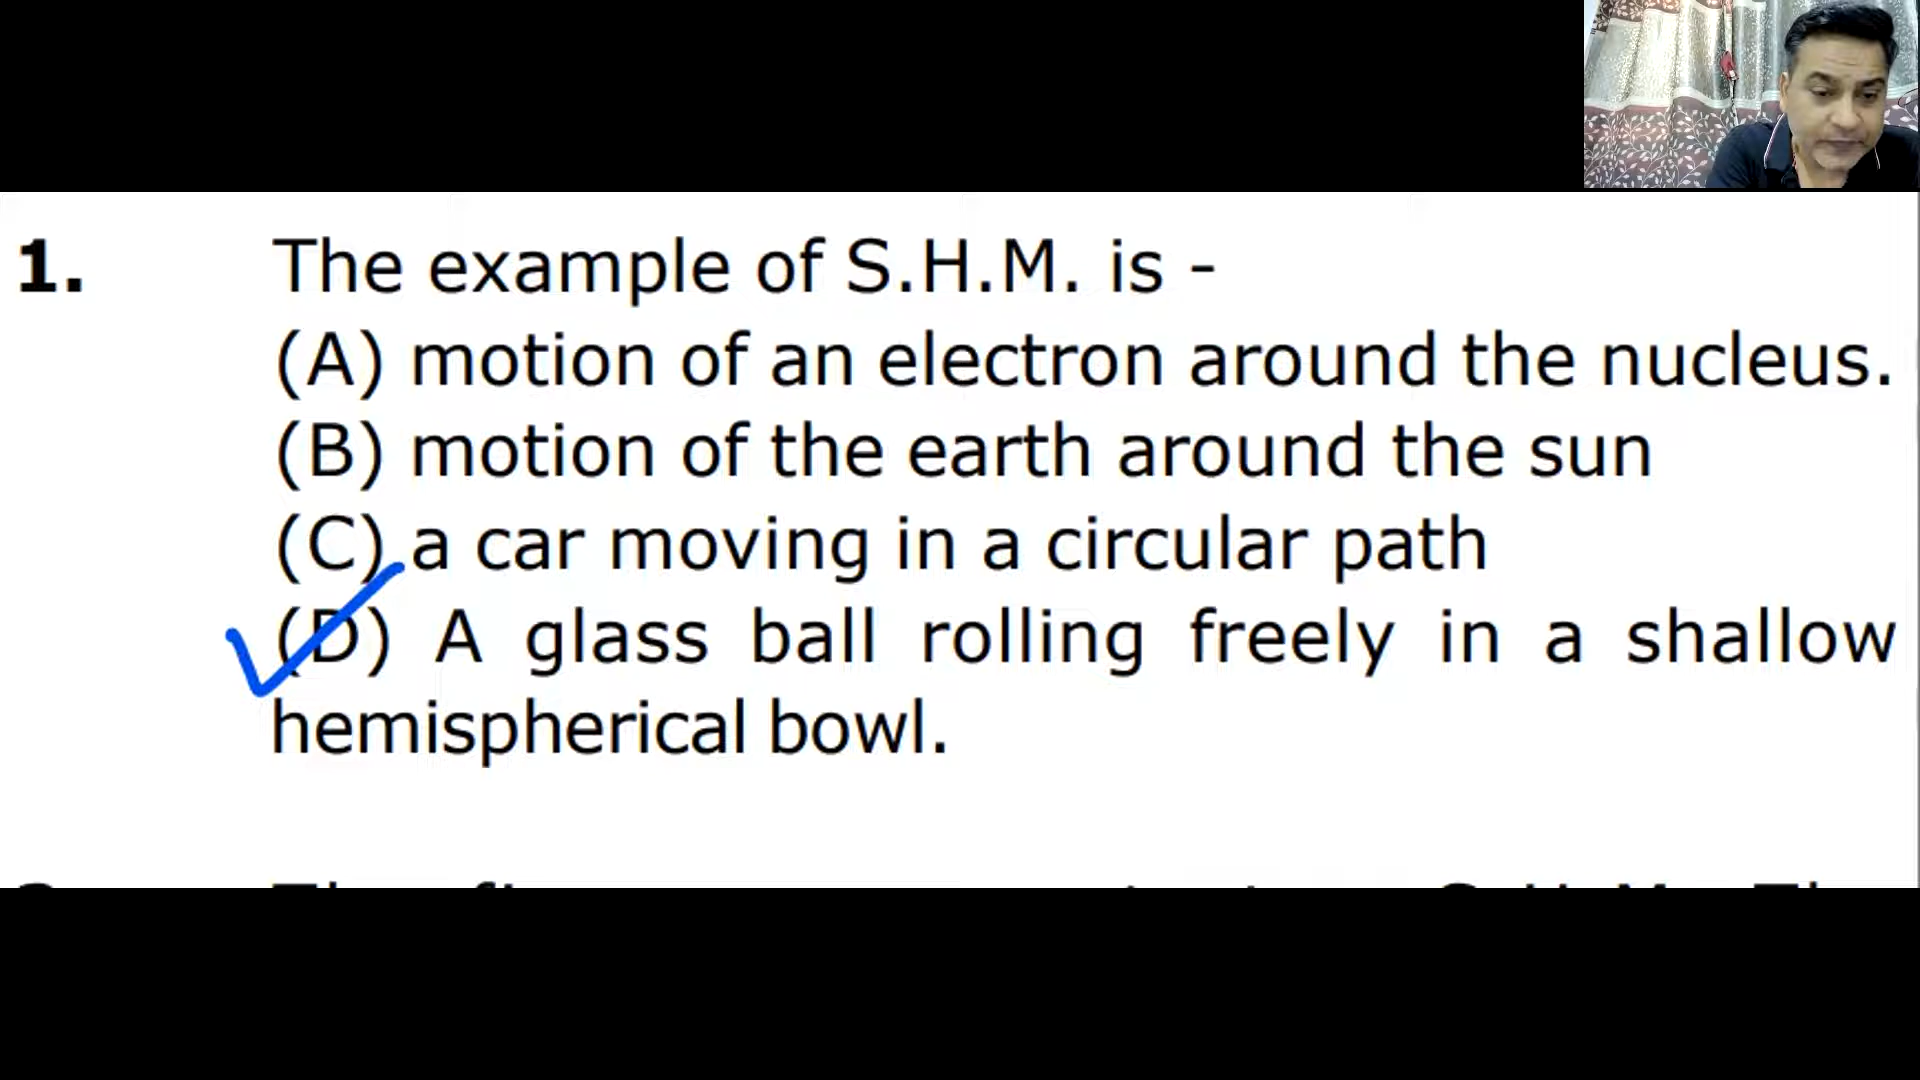 1. The example of S.H.M. is -
(A) motion of an electron around the nucleus.
(B) motion of the earth around the sun
(C) a car moving in a circular path
(D) A glass ball rolling freely in a shallow
hemispherical bowl.